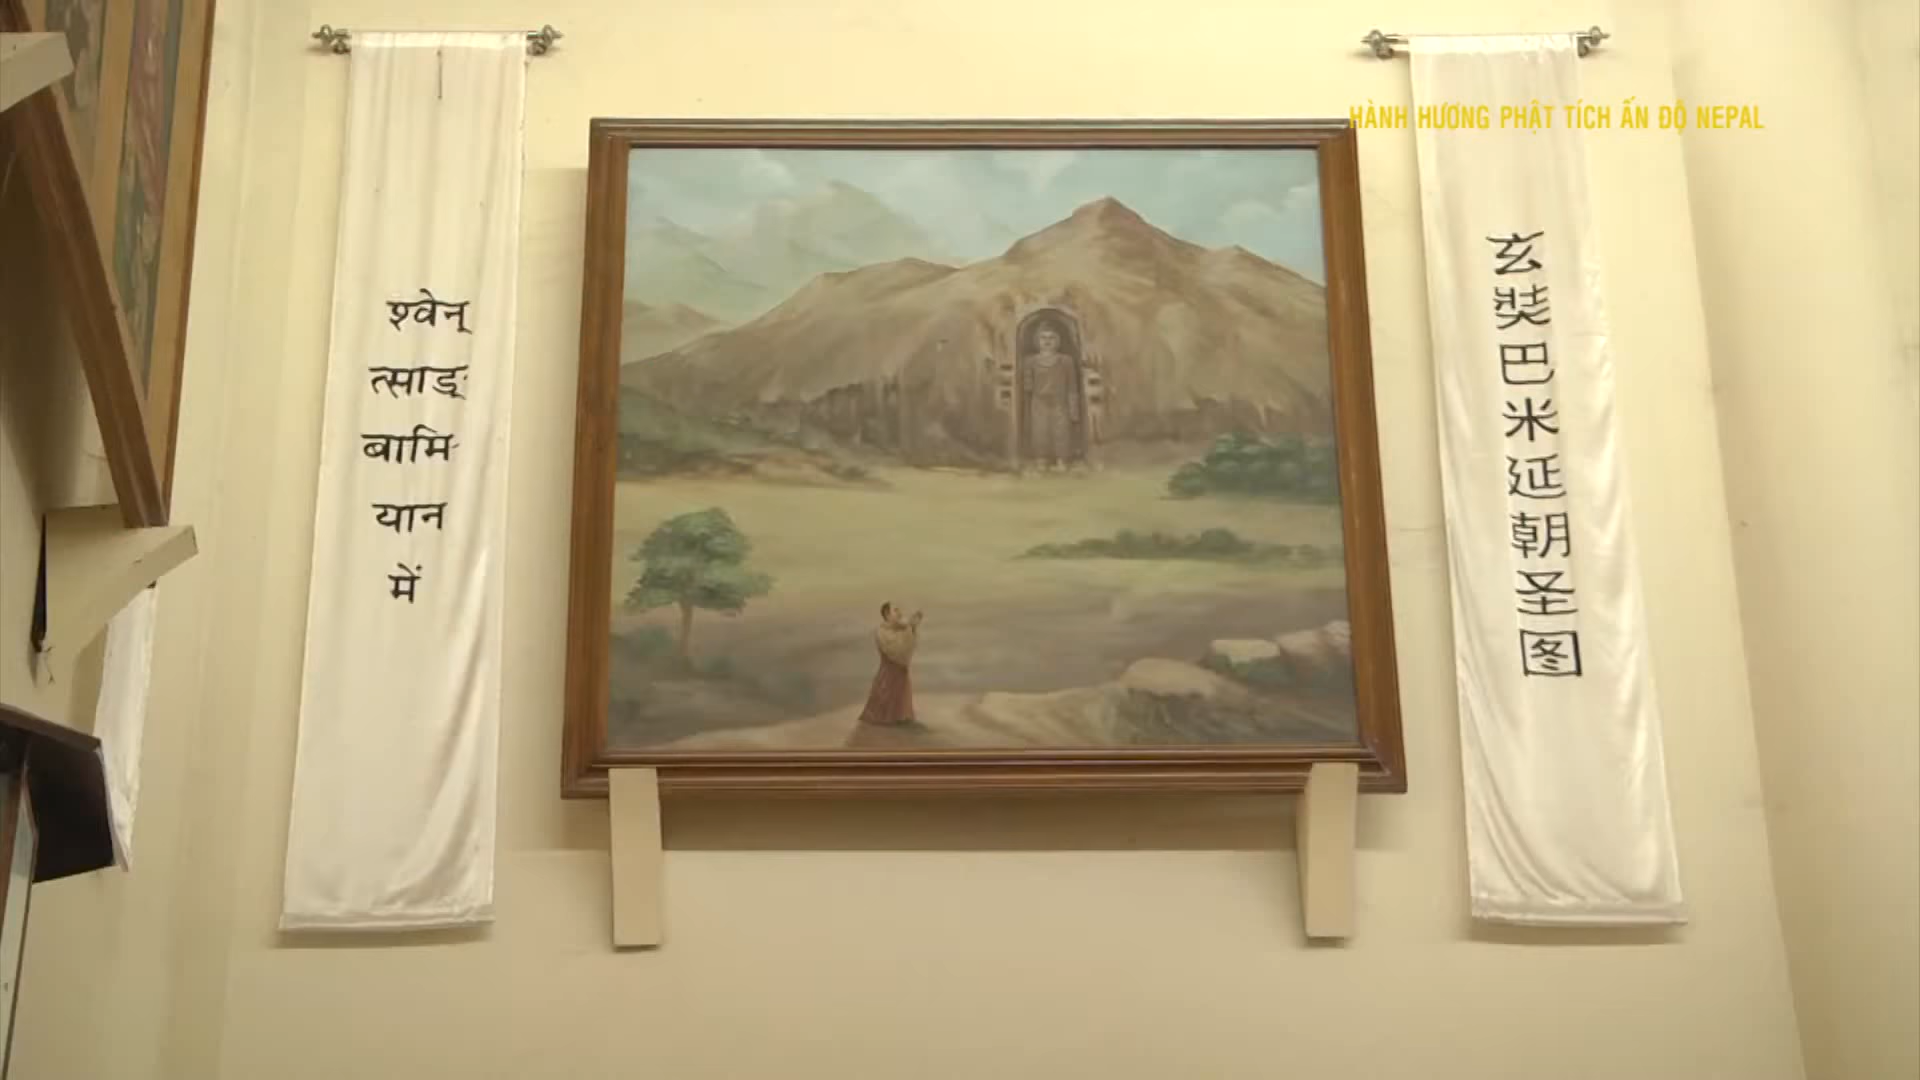 HÀNH HƯƠNG PHẬT TÍCH ẤN ĐỘ NEPAL
श्वेन्
त्साङ्
बामि-
यान
में
玄奘巴米延朝圣图